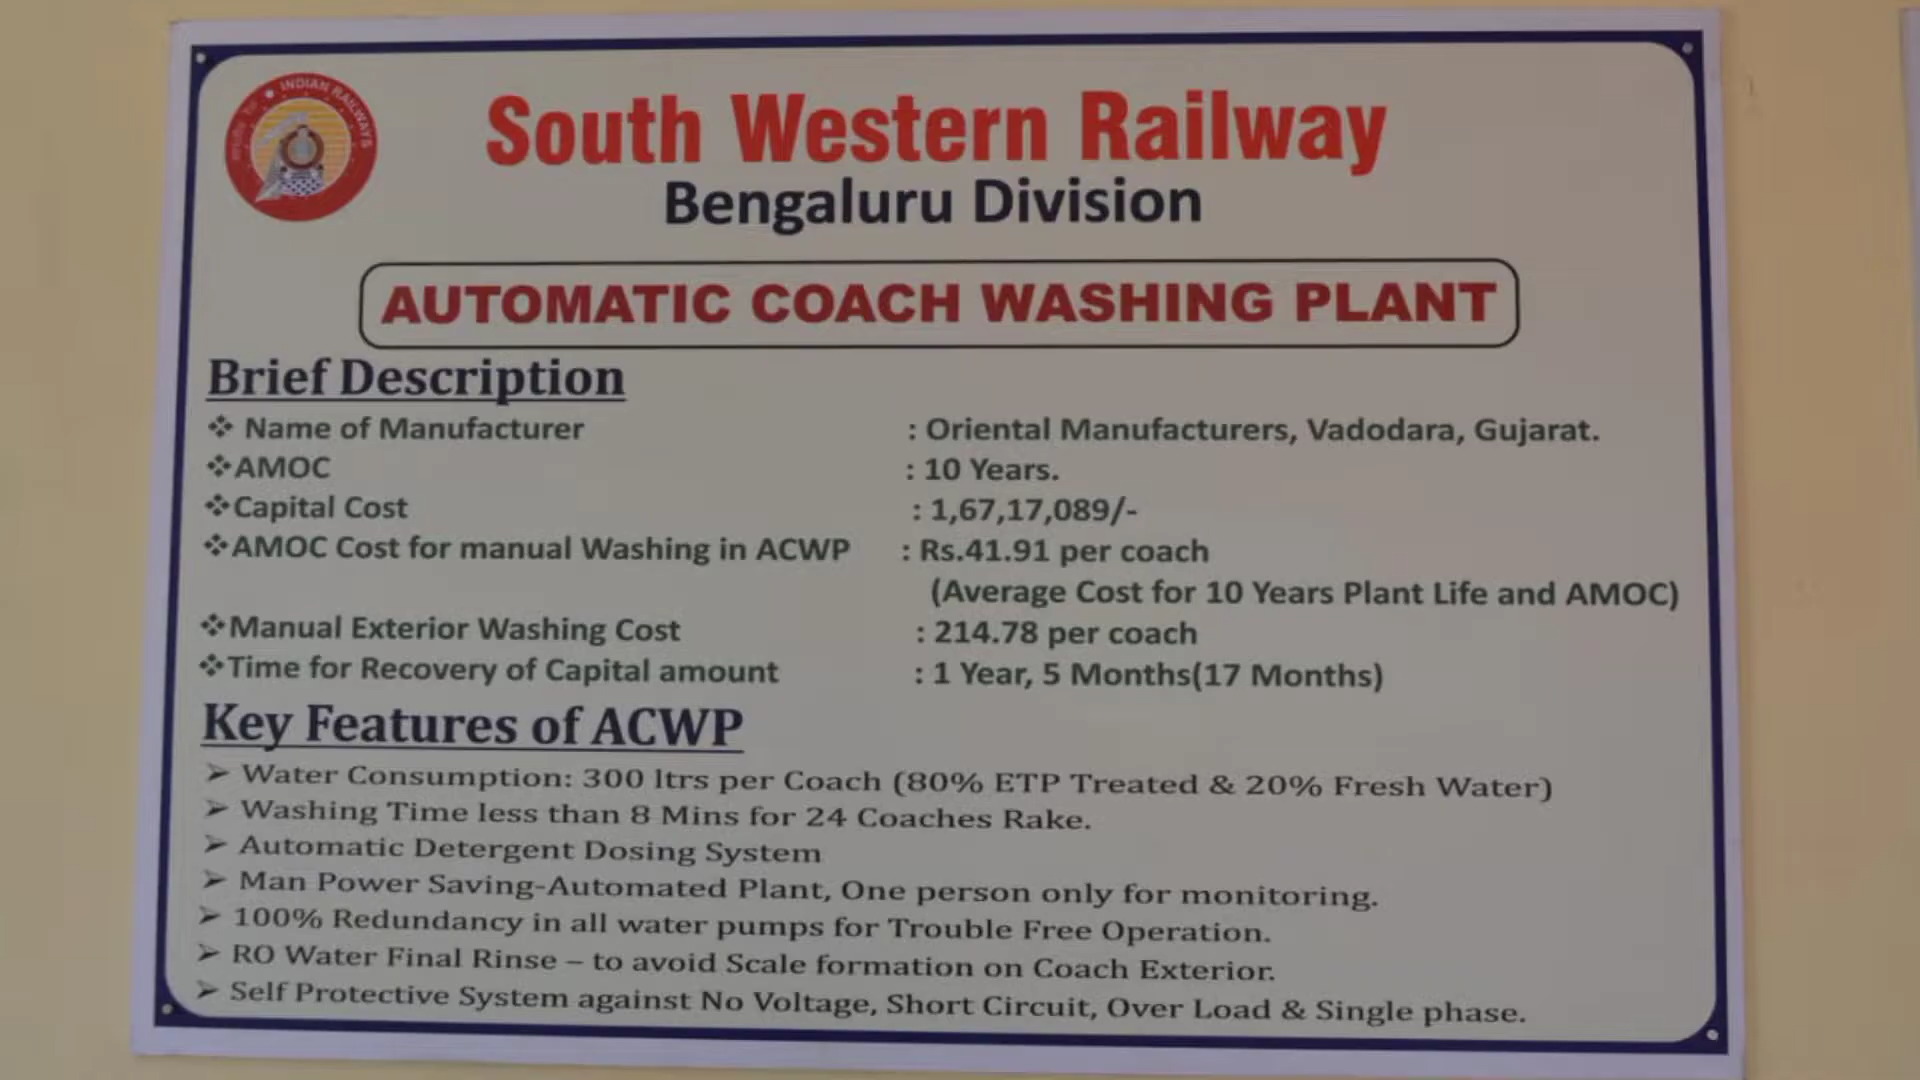 INDIAN RAILWAYS
South Western Railway
Bengaluru Division
AUTOMATIC COACH WASHING PLANT
Brief Description
❖ Name of Manufacturer : Oriental Manufacturers, Vadodara, Gujarat.
❖AMOC : 10 Years.
❖Capital Cost : 1,67,17,089/-
❖AMOC Cost for manual Washing in ACWP : Rs.41.91 per coach
(Average Cost for 10 Years Plant Life and AMOC)
❖Manual Exterior Washing Cost : 214.78 per coach
❖Time for Recovery of Capital amount : 1 Year, 5 Months(17 Months)
Key Features of ACWP
➢ Water Consumption: 300 ltrs per Coach (80% ETP Treated & 20% Fresh Water)
➢ Washing Time less than 8 Mins for 24 Coaches Rake.
➢ Automatic Detergent Dosing System
➢ Man Power Saving-Automated Plant, One person only for monitoring.
➢ 100% Redundancy in all water pumps for Trouble Free Operation.
➢ RO Water Final Rinse – to avoid Scale formation on Coach Exterior.
➢ Self Protective System against No Voltage, Short Circuit, Over Load & Single phase.